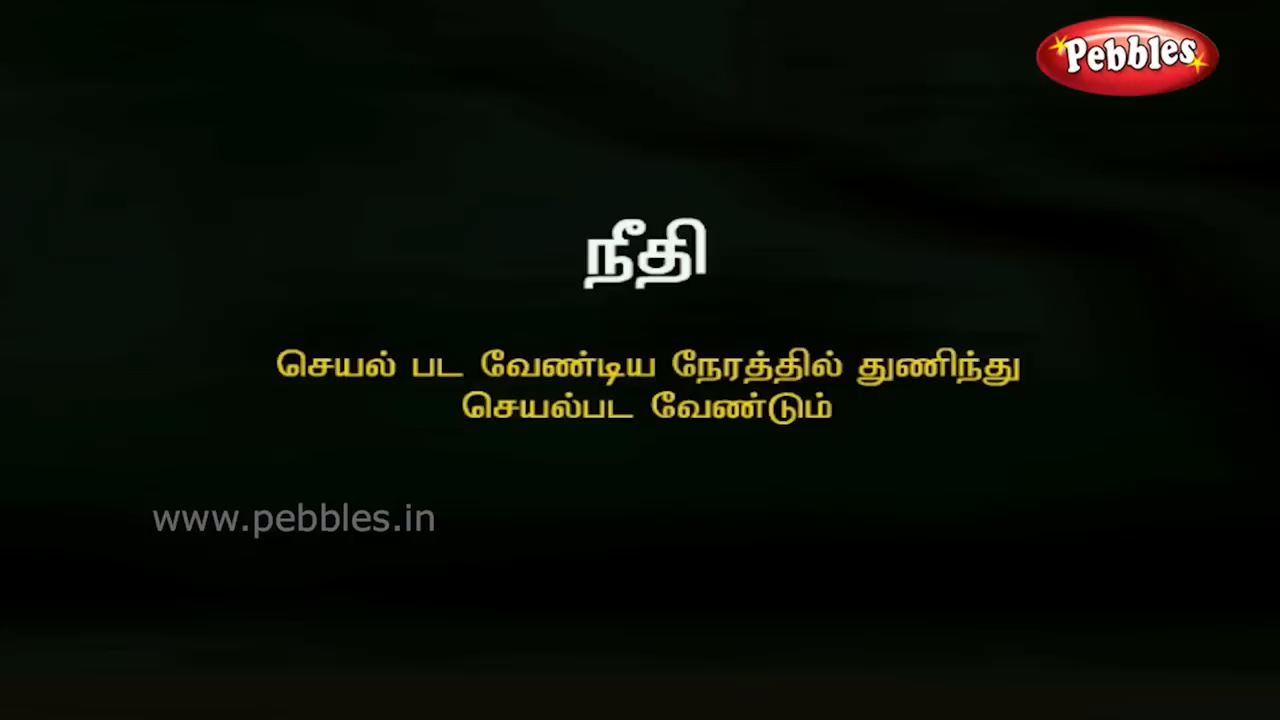 Pebbles
நீதி
செயல் பட வேண்டிய நேரத்தில் துணிந்து
செயல்பட வேண்டும்
www.pebbles.in